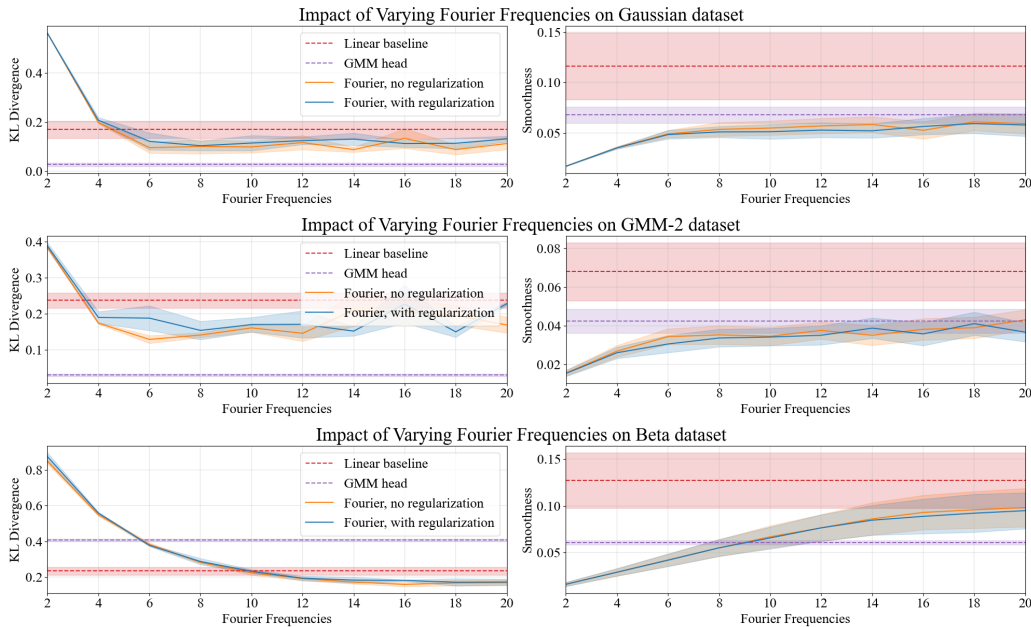 Impact of Varying Fourier Frequencies on Gaussian dataset
KL Divergence
0.4
0.2
0.0
Linear baseline
GMM head
Fourier, no regularization
Fourier, with regularization
2 4 6 8 10 12 14 16 18 20
Fourier Frequencies
Smoothness
0.15
0.10
0.05
2 4 6 8 10 12 14 16 18 20
Fourier Frequencies
Impact of Varying Fourier Frequencies on GMM-2 dataset
KL Divergence
0.4
0.3
0.2
0.1
Linear baseline
GMM head
Fourier, no regularization
Fourier, with regularization
2 4 6 8 10 12 14 16 18 20
Fourier Frequencies
Smoothness
0.08
0.06
0.04
0.02
2 4 6 8 10 12 14 16 18 20
Fourier Frequencies
Impact of Varying Fourier Frequencies on Beta dataset
KL Divergence
0.8
0.6
0.4
0.2
Linear baseline
GMM head
Fourier, no regularization
Fourier, with regularization
2 4 6 8 10 12 14 16 18 20
Fourier Frequencies
Smoothness
0.15
0.10
0.05
2 4 6 8 10 12 14 16 18 20
Fourier Frequencies